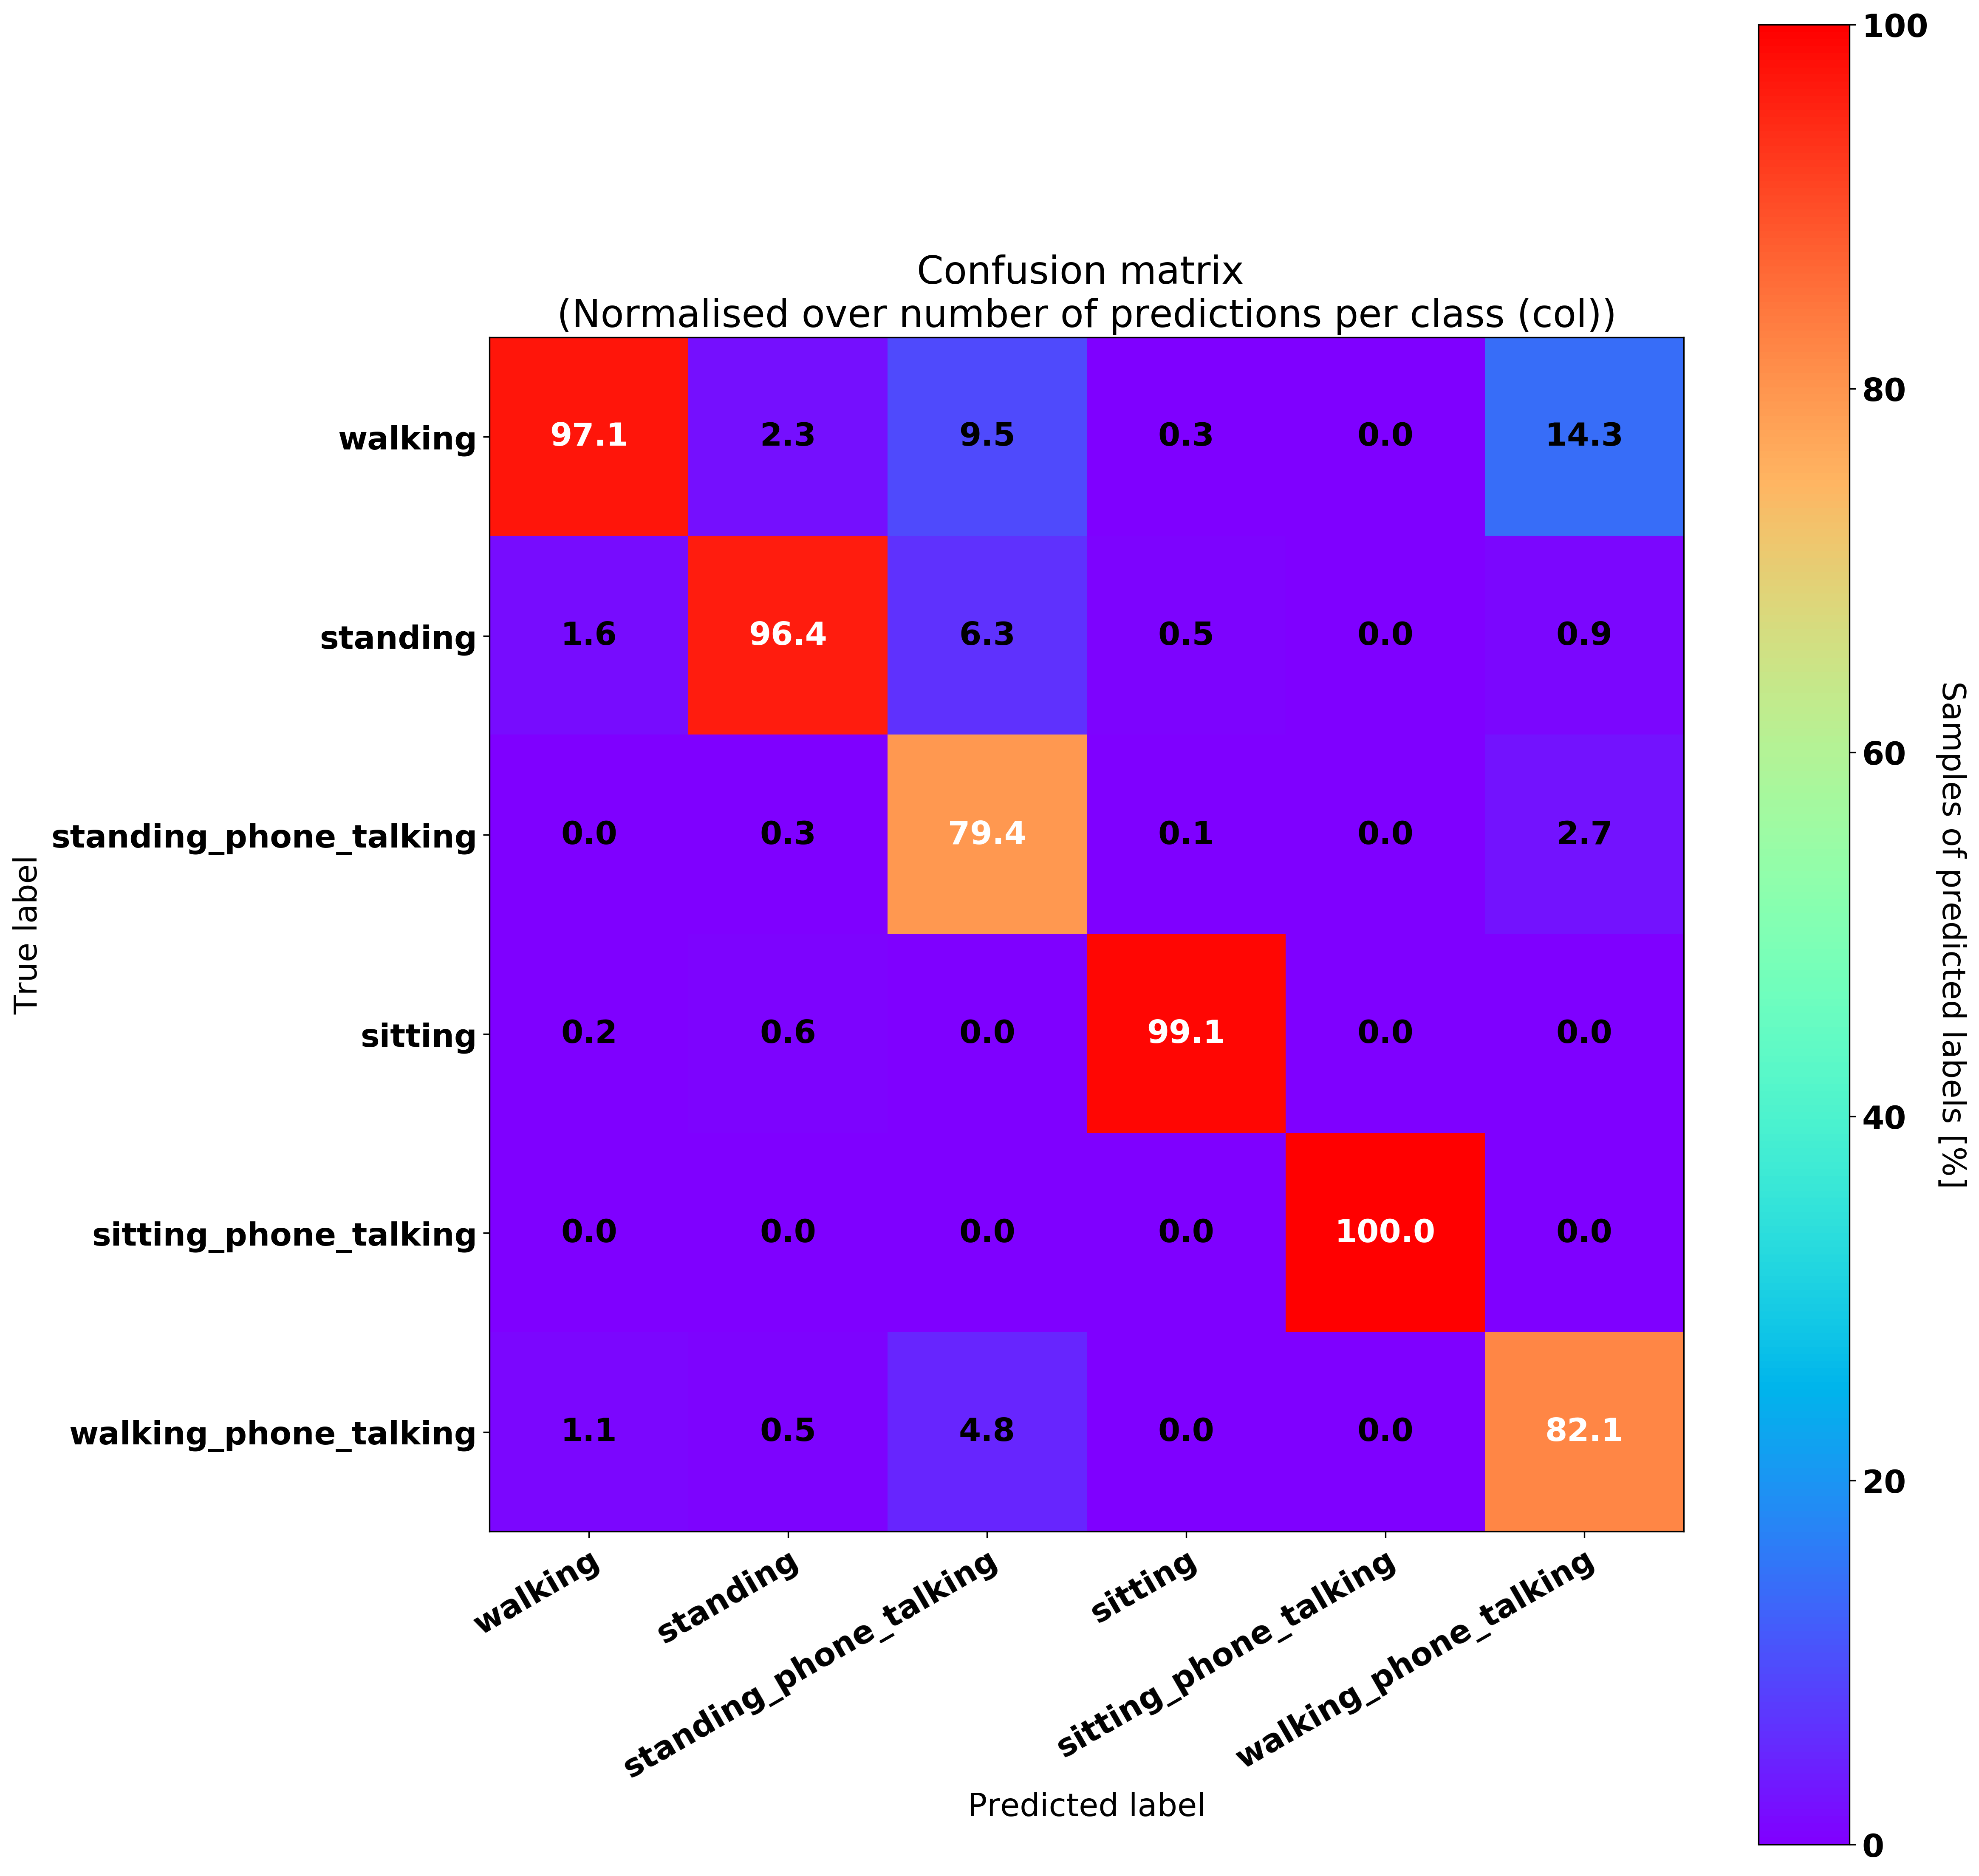 Confusion matrix
(Normalised over number of predictions per class (col))
True label
walking 97.1 2.3 9.5 0.3 0.0 14.3
standing 1.6 96.4 6.3 0.5 0.0 0.9
standing_phone_talking 0.0 0.3 79.4 0.1 0.0 2.7
sitting 0.2 0.6 0.0 99.1 0.0 0.0
sitting_phone_talking 0.0 0.0 0.0 0.0 100.0 0.0
walking_phone_talking 1.1 0.5 4.8 0.0 0.0 82.1
walking
standing
standing_phone_talking
sitting
sitting_phone_talking
walking_phone_talking
Predicted label
100
80
60
40
20
0
Samples of predicted labels [%]